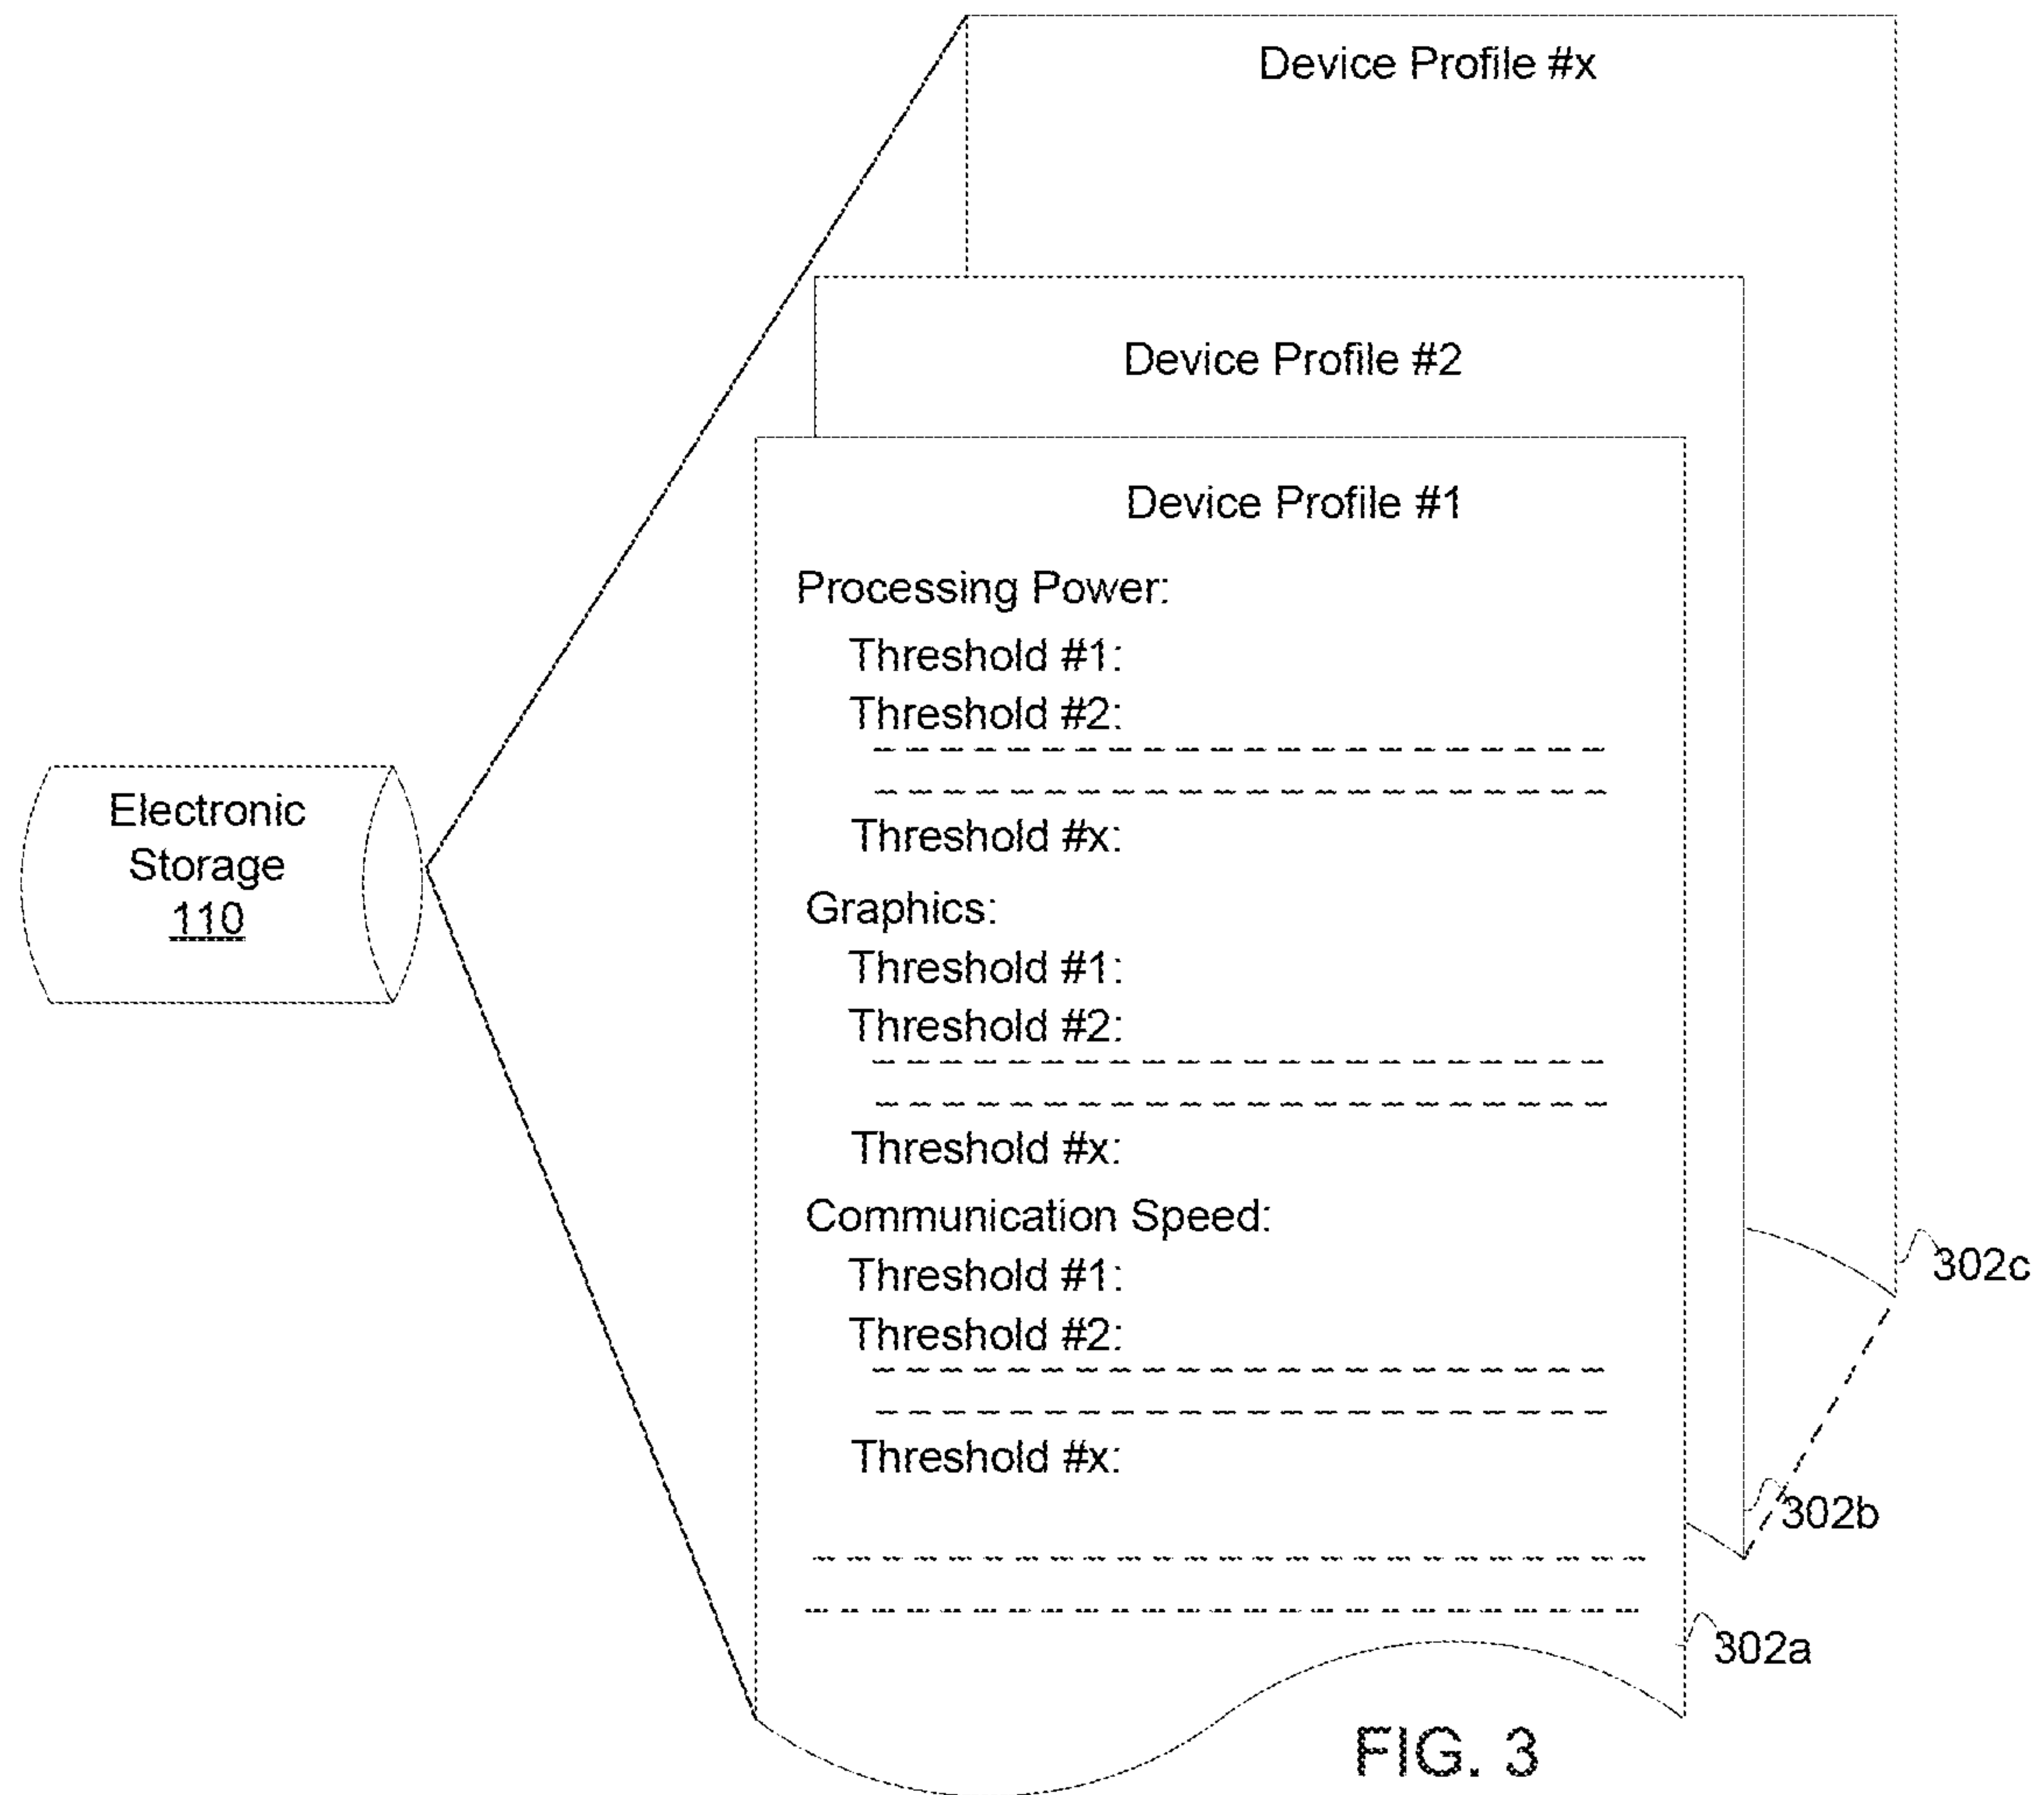 Device Profile #x
Device Profile #2
Device Profile #1
Processing Power:
Threshold #1:
Threshold #2:
Threshold #x:
Graphics:
Threshold #1:
Threshold #2:
Threshold #x:
Communication Speed:
Threshold #1:
Threshold #2:
Threshold #x:
Electronic
Storage
110
302c
302b
302a
FIG. 3